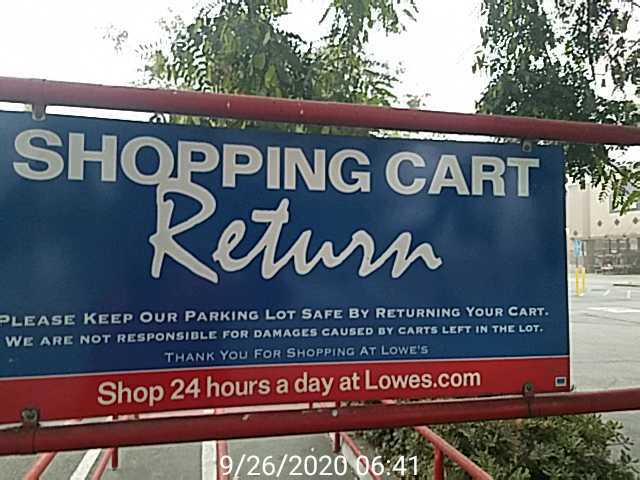 SHOPPING CART
Return
PLEASE KEEP OUR PARKING LOT SAFE BY RETURNING YOUR CART.
WE ARE NOT RESPONSIBLE FOR DAMAGES CAUSED BY CARTS LEFT IN THE LOT.
THANK YOU FOR SHOPPING AT LOWE'S
Shop 24 hours a day at Lowes.com
9/26/2020 06:41